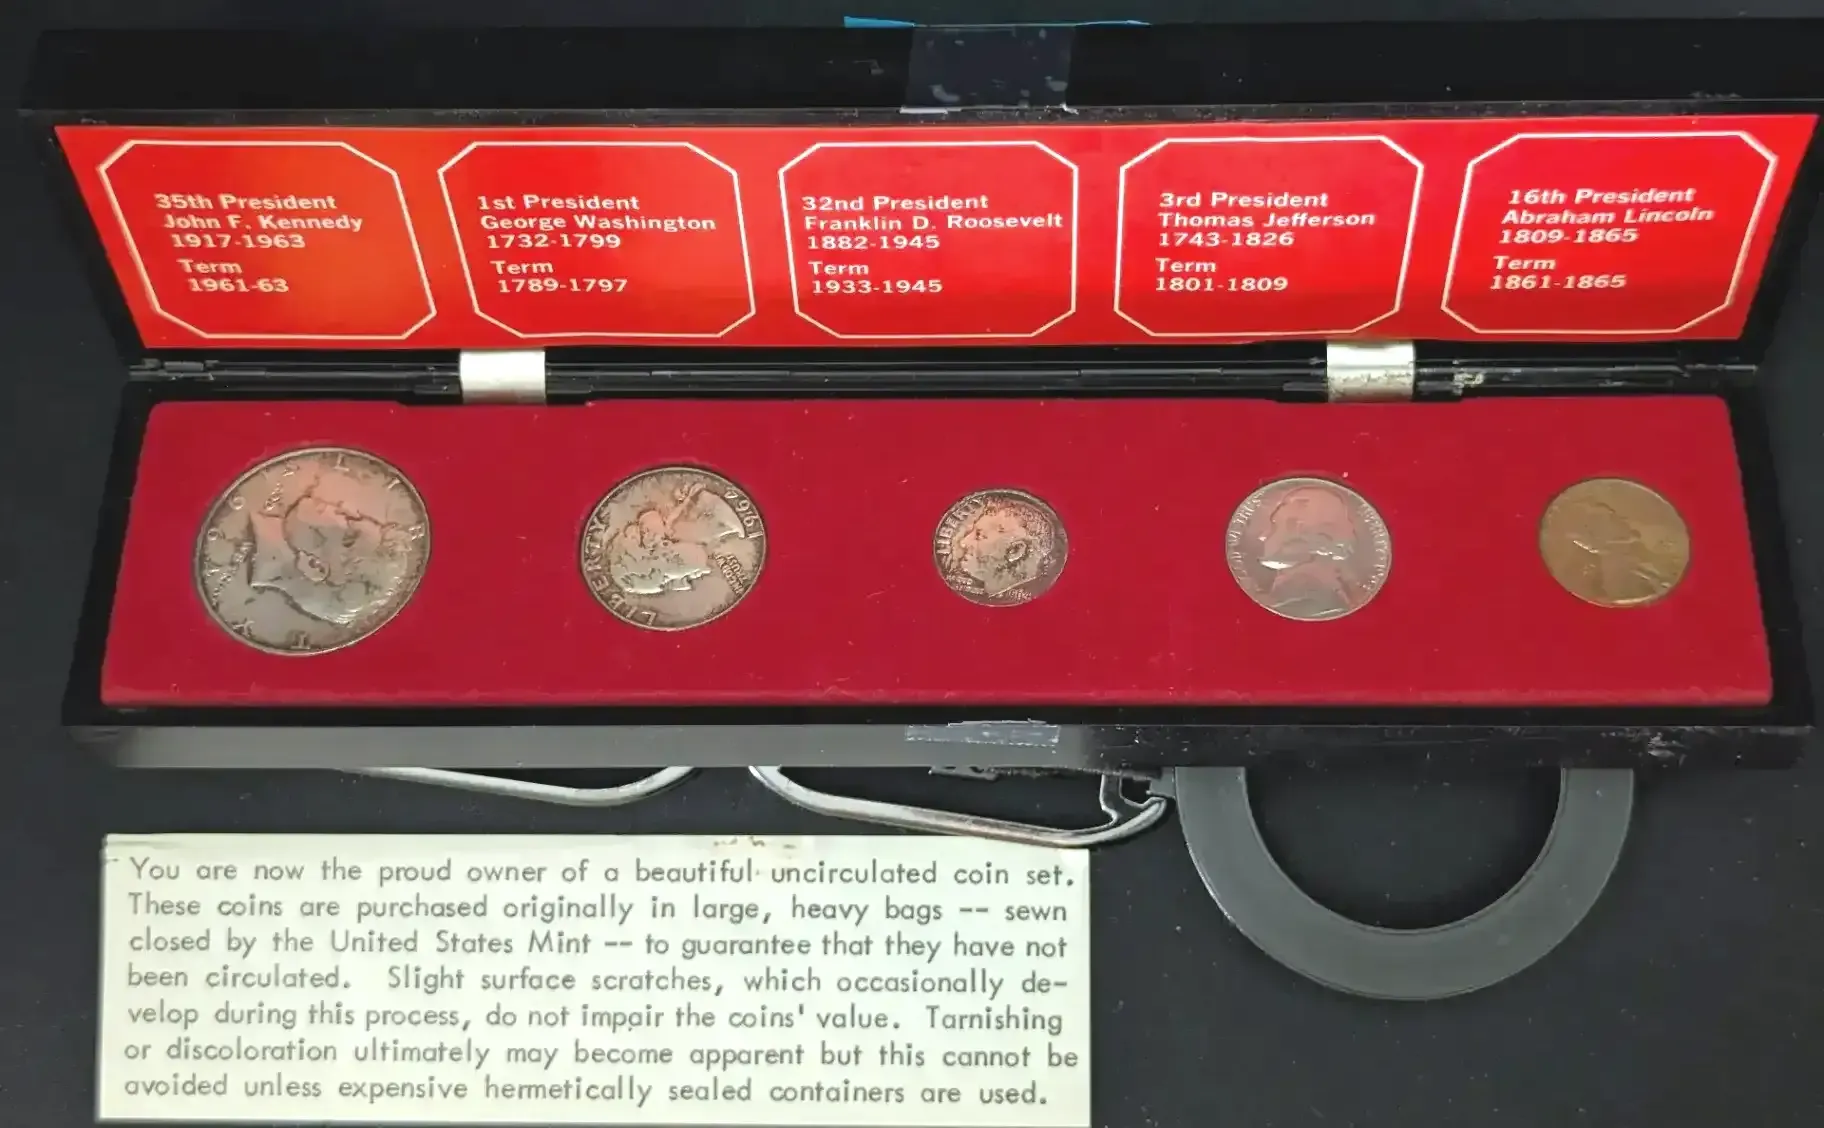 35th President
John F. Kennedy
1917-1963
Term
1961-63
1st President
George Washington
1732-1799
Term
1789-1797
32nd President
Franklin D. Roosevelt
1882-1945
Term
1933-1945
3rd President
Thomas Jefferson
1743-1826
Term
1801-1809
16th President
Abraham Lincoln
1809-1865
Term
1861-1865
LIBERTY
1964
LIBERTY
You are now the proud owner of a beautiful uncirculated coin set.
These coins are purchased originally in large, heavy bags -- sewn
closed by the United States Mint -- to guarantee that they have not
been circulated. Slight surface scratches, which occasionally de-
velop during this process, do not impair the coins' value. Tarnishing
or discoloration ultimately may become apparent but this cannot be
avoided unless expensive hermetically sealed containers are used.